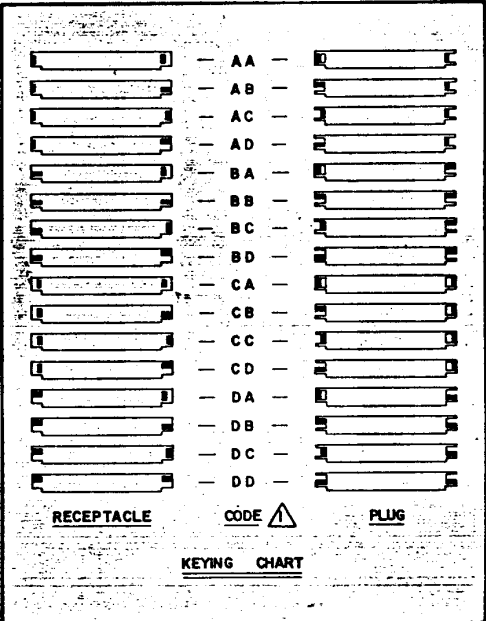 — AA —
— AB —
— AC —
— AD —
— BA —
— BB —
— BC —
— BD —
— CA —
— CB —
— CC —
— CD —
— DA —
— DB —
— DC —
— DD —
RECEPTACLE CODE 1 PLUG
KEYING CHART